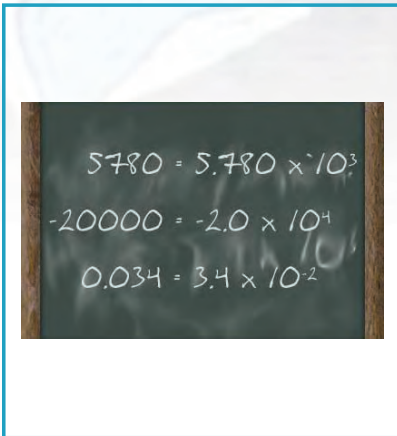 5780 = 5.780 x 10³
-20000 = -2.0 x 10⁴
0.034 = 3.4 x 10⁻²